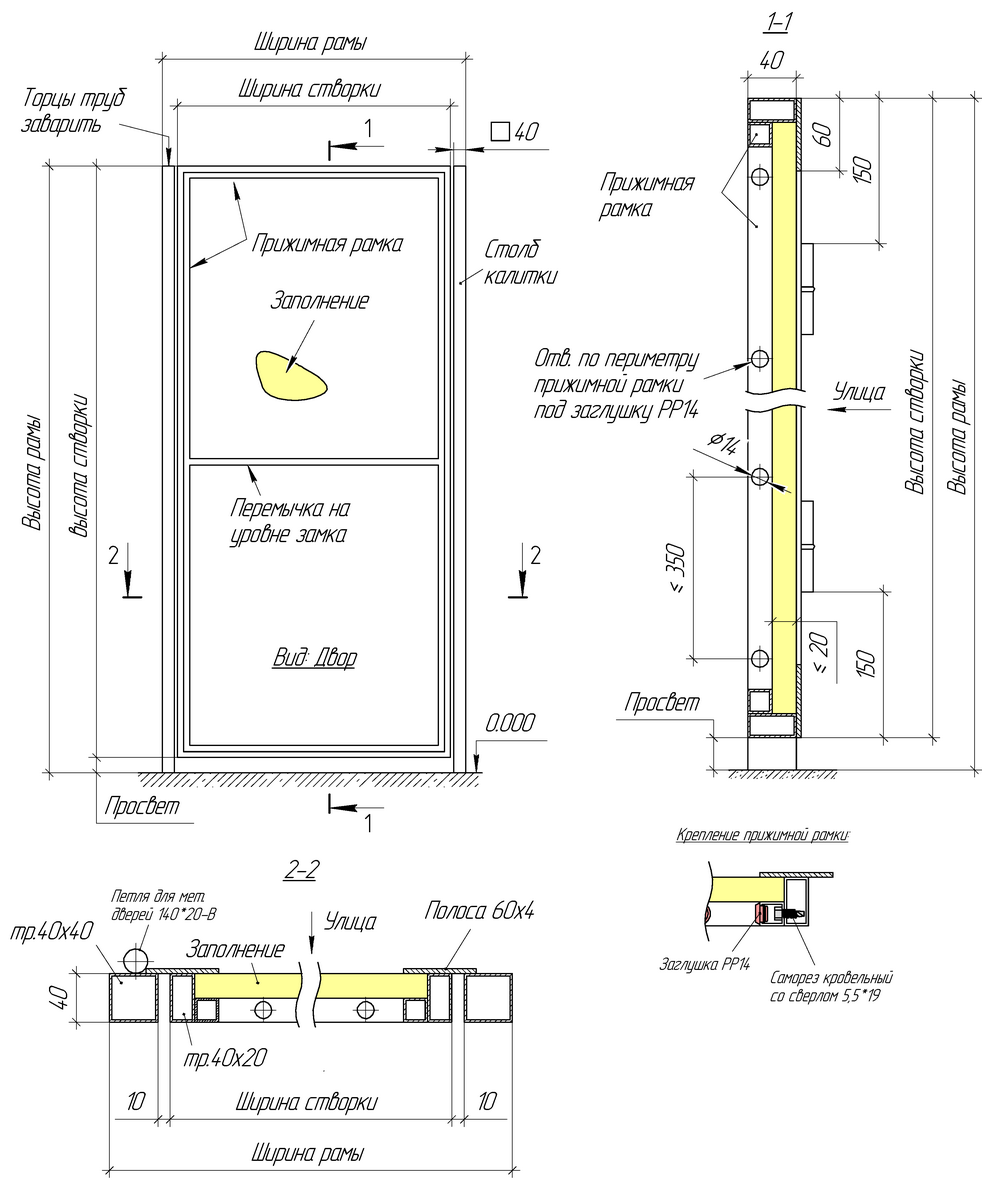 Ширина рамы
Ширина створки
Торцы труб
заварить
1
□40
Прижимная рамка
Столб
калитки
Заполнение
Высота рамы
высота створки
Перемычка на
уровне замка
2
2
Вид: Двор
0.000
Просвет
1
1-1
40
60
150
Прижимная
рамка
Отв. по периметру
прижимной рамки
под заглушку РР14
Улица
Высота створки
Высота рамы
⌀14
≤ 350
≤ 20
150
Просвет
2-2
Петля для мет.
дверей 140*20-В
тр.40х40
Заполнение
Улица
Полоса 60х4
40
тр.40х20
10
Ширина створки
10
Ширина рамы
Крепление прижимной рамки:
Заглушка РР14
Саморез кровельный
со сверлом 5,5*19